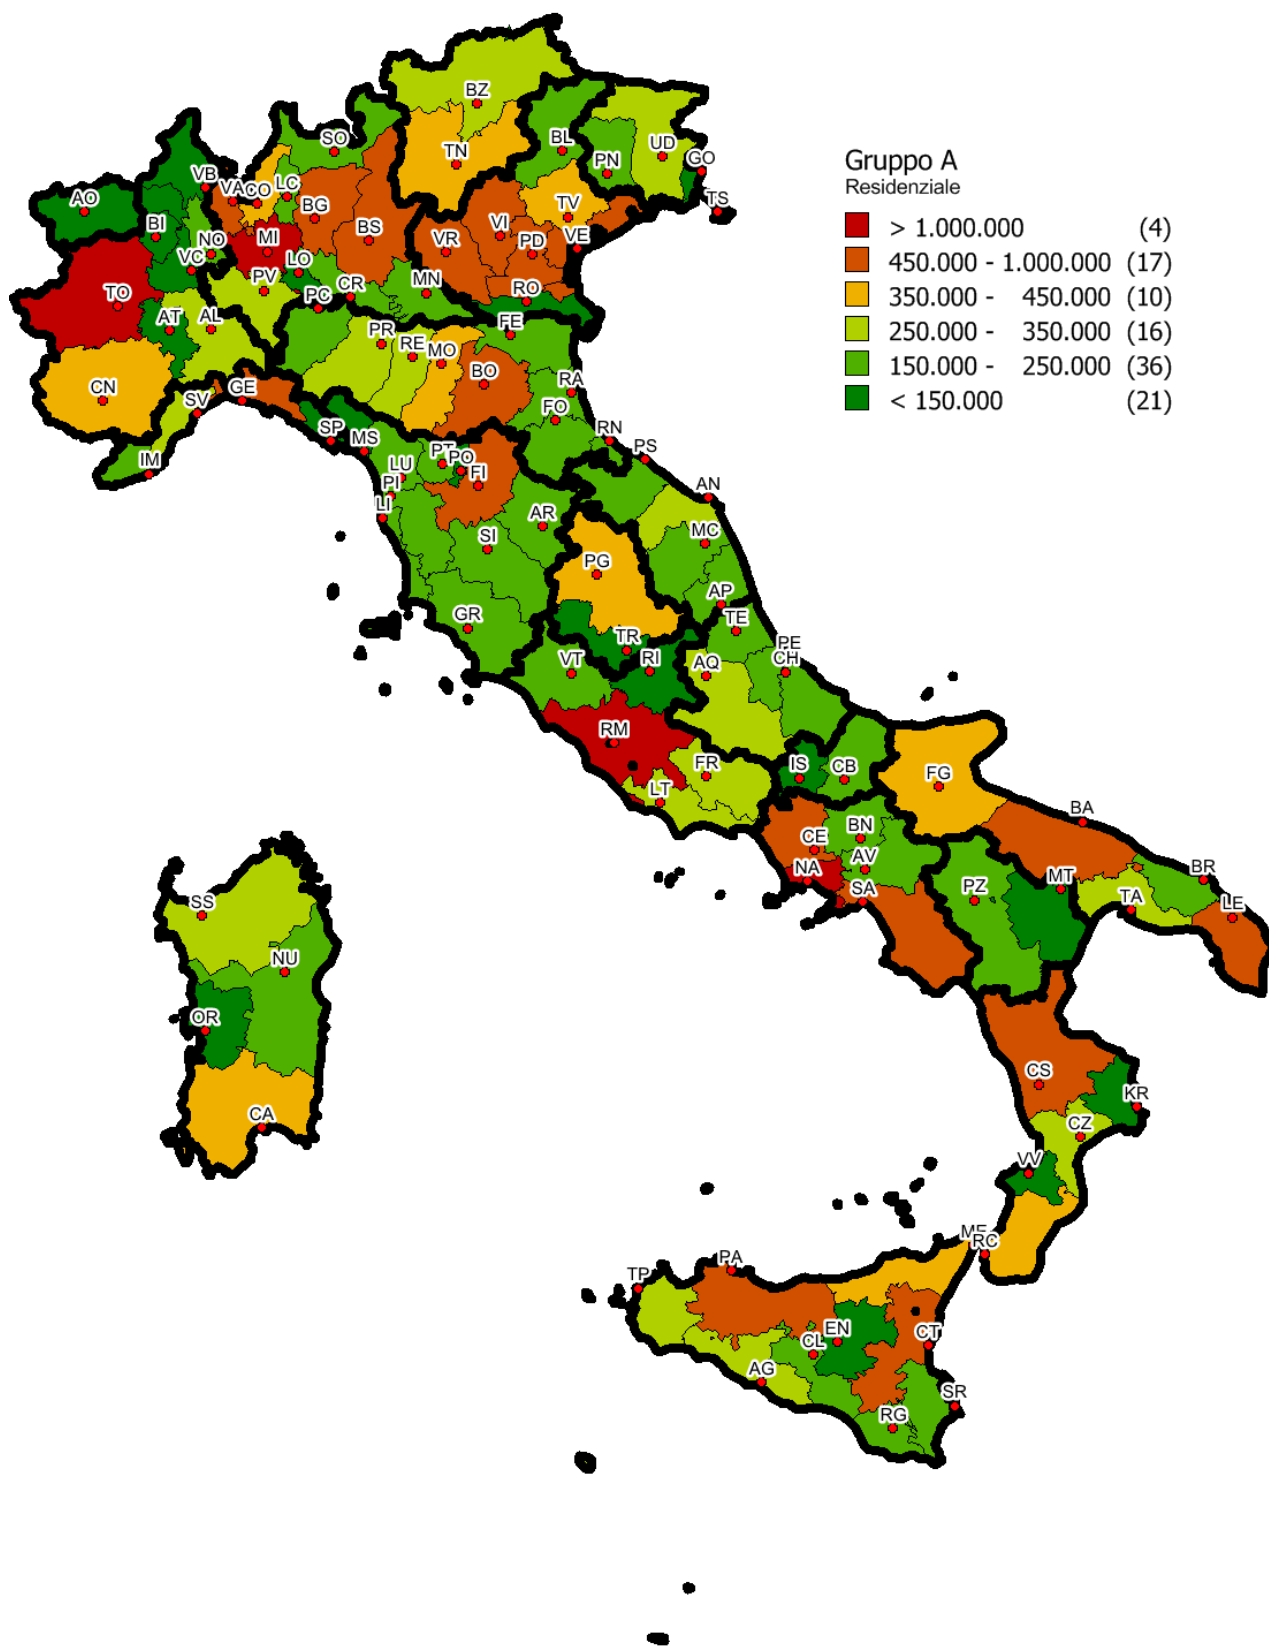 Gruppo A
Residenziale
> 1.000.000 (4)
450.000 - 1.000.000 (17)
350.000 - 450.000 (10)
250.000 - 350.000 (16)
150.000 - 250.000 (36)
< 150.000 (21)
BZ
SO
BL
UD
TN
PN
GO
VB
VA
CO
LC
AO
TS
BG
TV
BI
BS
VI
NO
MI
VR
PD
VE
VC
LO
PV
MN
CR
TO
RO
PC
AT
AL
FE
PR
RE
MO
BO
CN
GE
RA
SV
FO
SP
RN
MS
PS
PT
PO
IM
LU
FI
PI
AN
LI
AR
SI
MC
PG
AP
GR
TE
TR
PE
CH
VT
RI
AQ
RM
FR
IS
CB
FG
LT
BA
BN
CE
AV
NA
BR
SA
PZ
MT
TA
LE
SS
NU
OR
CS
KR
CA
CZ
VV
ME
RC
PA
TP
EN
CT
CL
AG
SR
RG